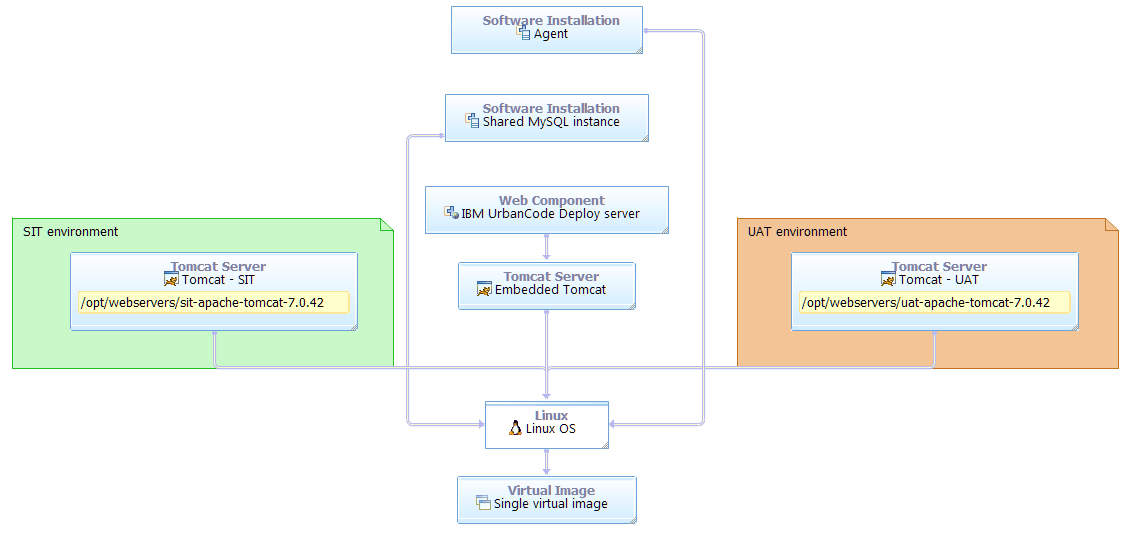 Software Installation
Agent
Software Installation
Shared MySQL instance
Web Component
IBM UrbanCode Deploy server
SIT environment
Tomcat Server
Tomcat - SIT
/opt/webservers/sit-apache-tomcat-7.0.42
Tomcat Server
Embedded Tomcat
UAT environment
Tomcat Server
Tomcat - UAT
/opt/webservers/uat-apache-tomcat-7.0.42
Linux
Linux OS
Virtual Image
Single virtual image